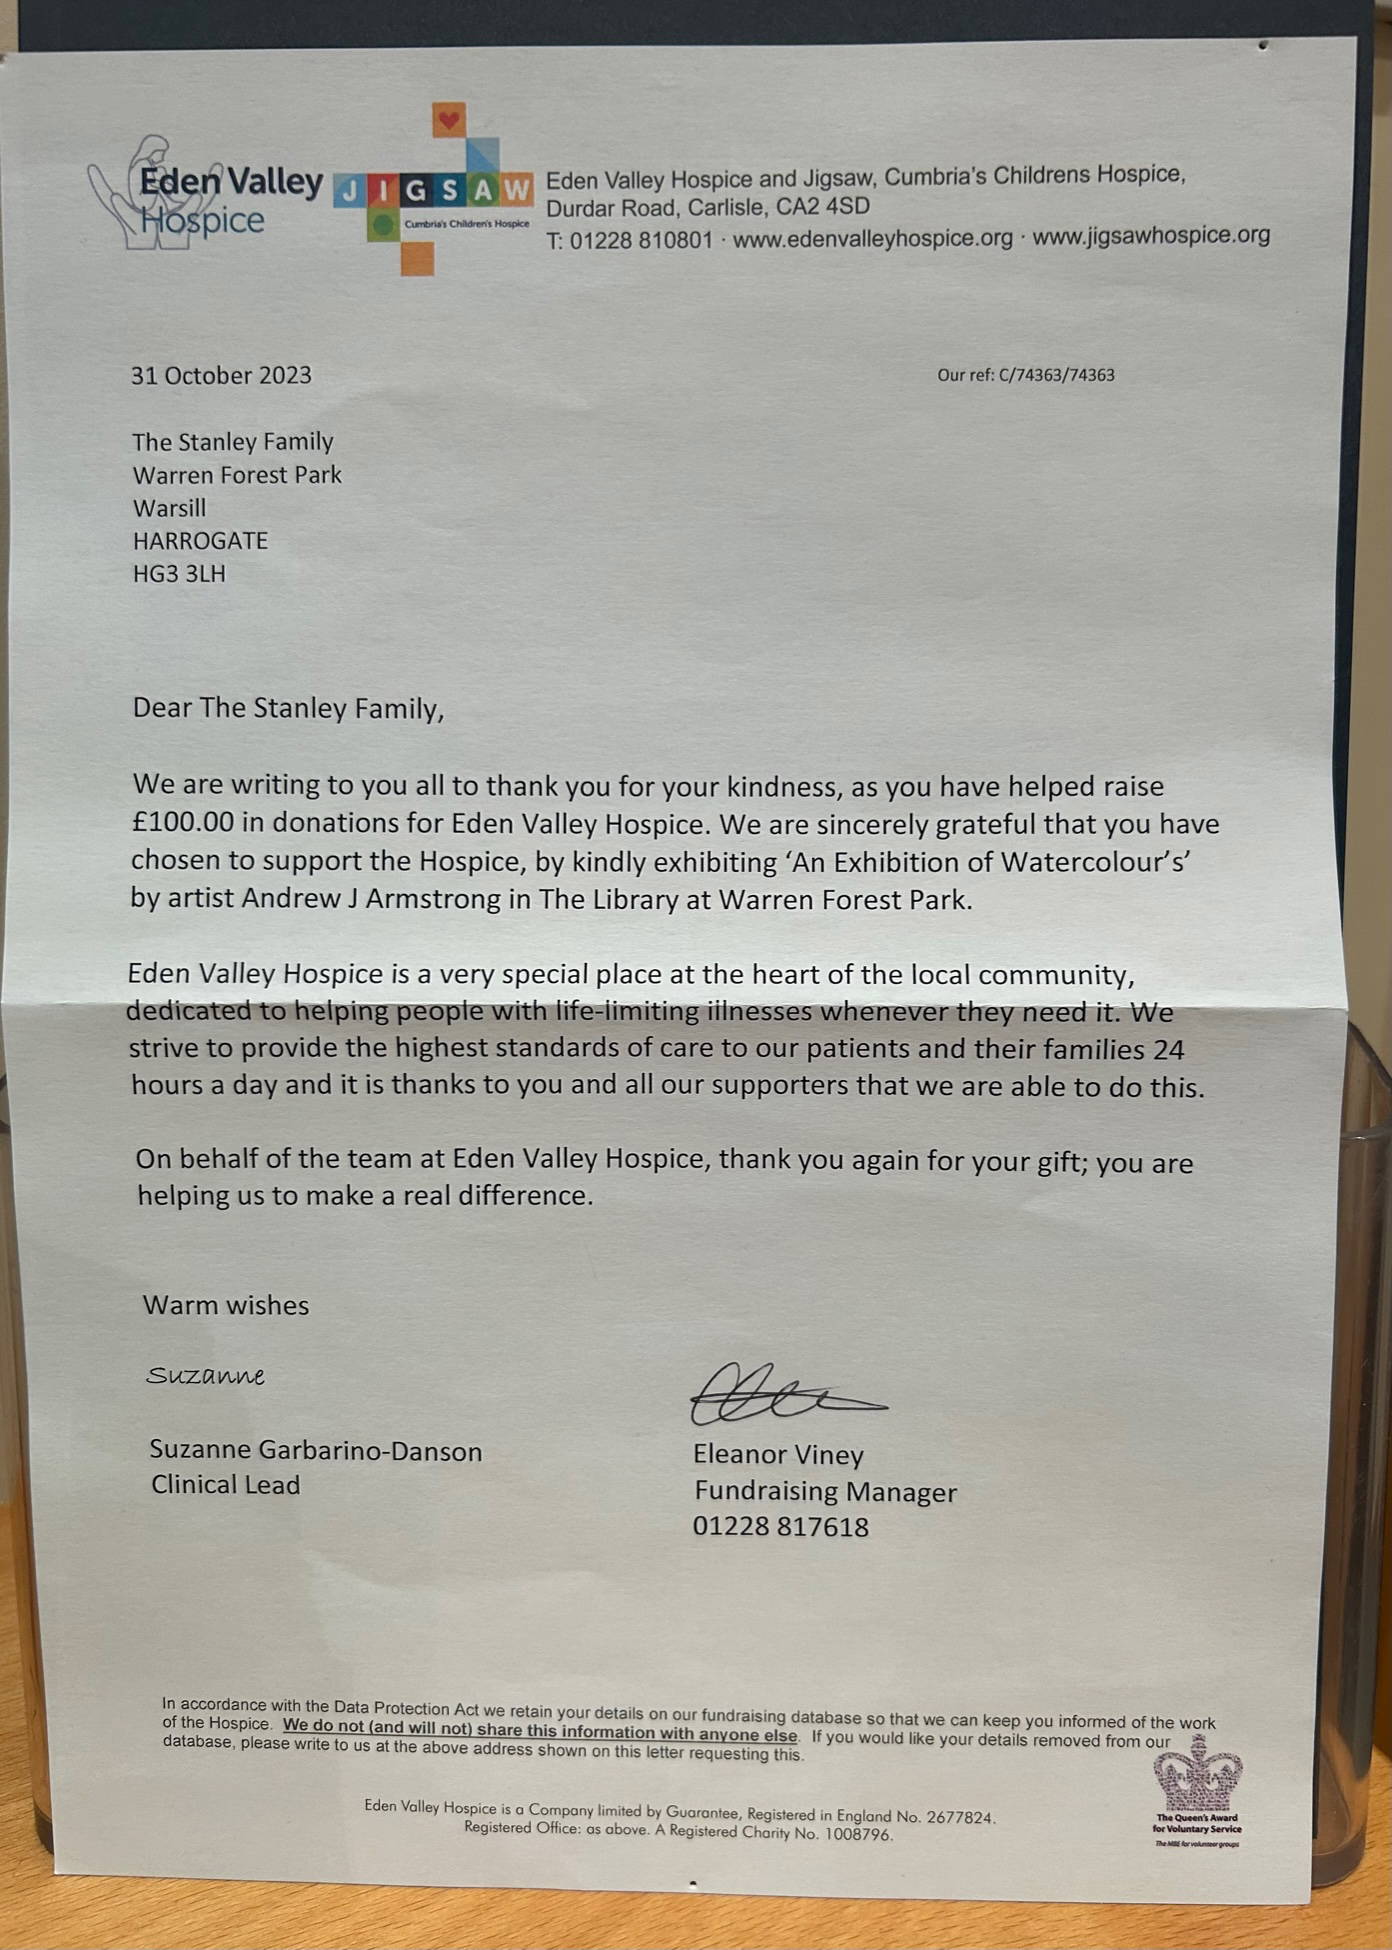 Eden Valley
Hospice
JIGSAW
Cumbria's Children's Hospice
Eden Valley Hospice and Jigsaw, Cumbria's Childrens Hospice,
Durdar Road, Carlisle, CA2 4SD
T: 01228 810801 · www.edenvalleyhospice.org · www.jigsawhospice.org
31 October 2023
Our ref: C/74363/74363
The Stanley Family
Warren Forest Park
Warsill
HARROGATE
HG3 3LH
Dear The Stanley Family,
We are writing to you all to thank you for your kindness, as you have helped raise
£100.00 in donations for Eden Valley Hospice. We are sincerely grateful that you have
chosen to support the Hospice, by kindly exhibiting ‘An Exhibition of Watercolour’s’
by artist Andrew J Armstrong in The Library at Warren Forest Park.
Eden Valley Hospice is a very special place at the heart of the local community,
dedicated to helping people with life-limiting illnesses whenever they need it. We
strive to provide the highest standards of care to our patients and their families 24
hours a day and it is thanks to you and all our supporters that we are able to do this.
On behalf of the team at Eden Valley Hospice, thank you again for your gift; you are
helping us to make a real difference.
Warm wishes
Suzanne
Suzanne Garbarino-Danson
Clinical Lead
Eleanor Viney
Fundraising Manager
01228 817618
In accordance with the Data Protection Act we retain your details on our fundraising database so that we can keep you informed of the work
of the Hospice. We do not (and will not) share this information with anyone else. If you would like your details removed from our
database, please write to us at the above address shown on this letter requesting this.
Eden Valley Hospice is a Company limited by Guarantee, Registered in England No. 2677824.
Registered Office: as above. A Registered Charity No. 1008796.
The Queen's Award
for Voluntary Service
The MBE for volunteer groups